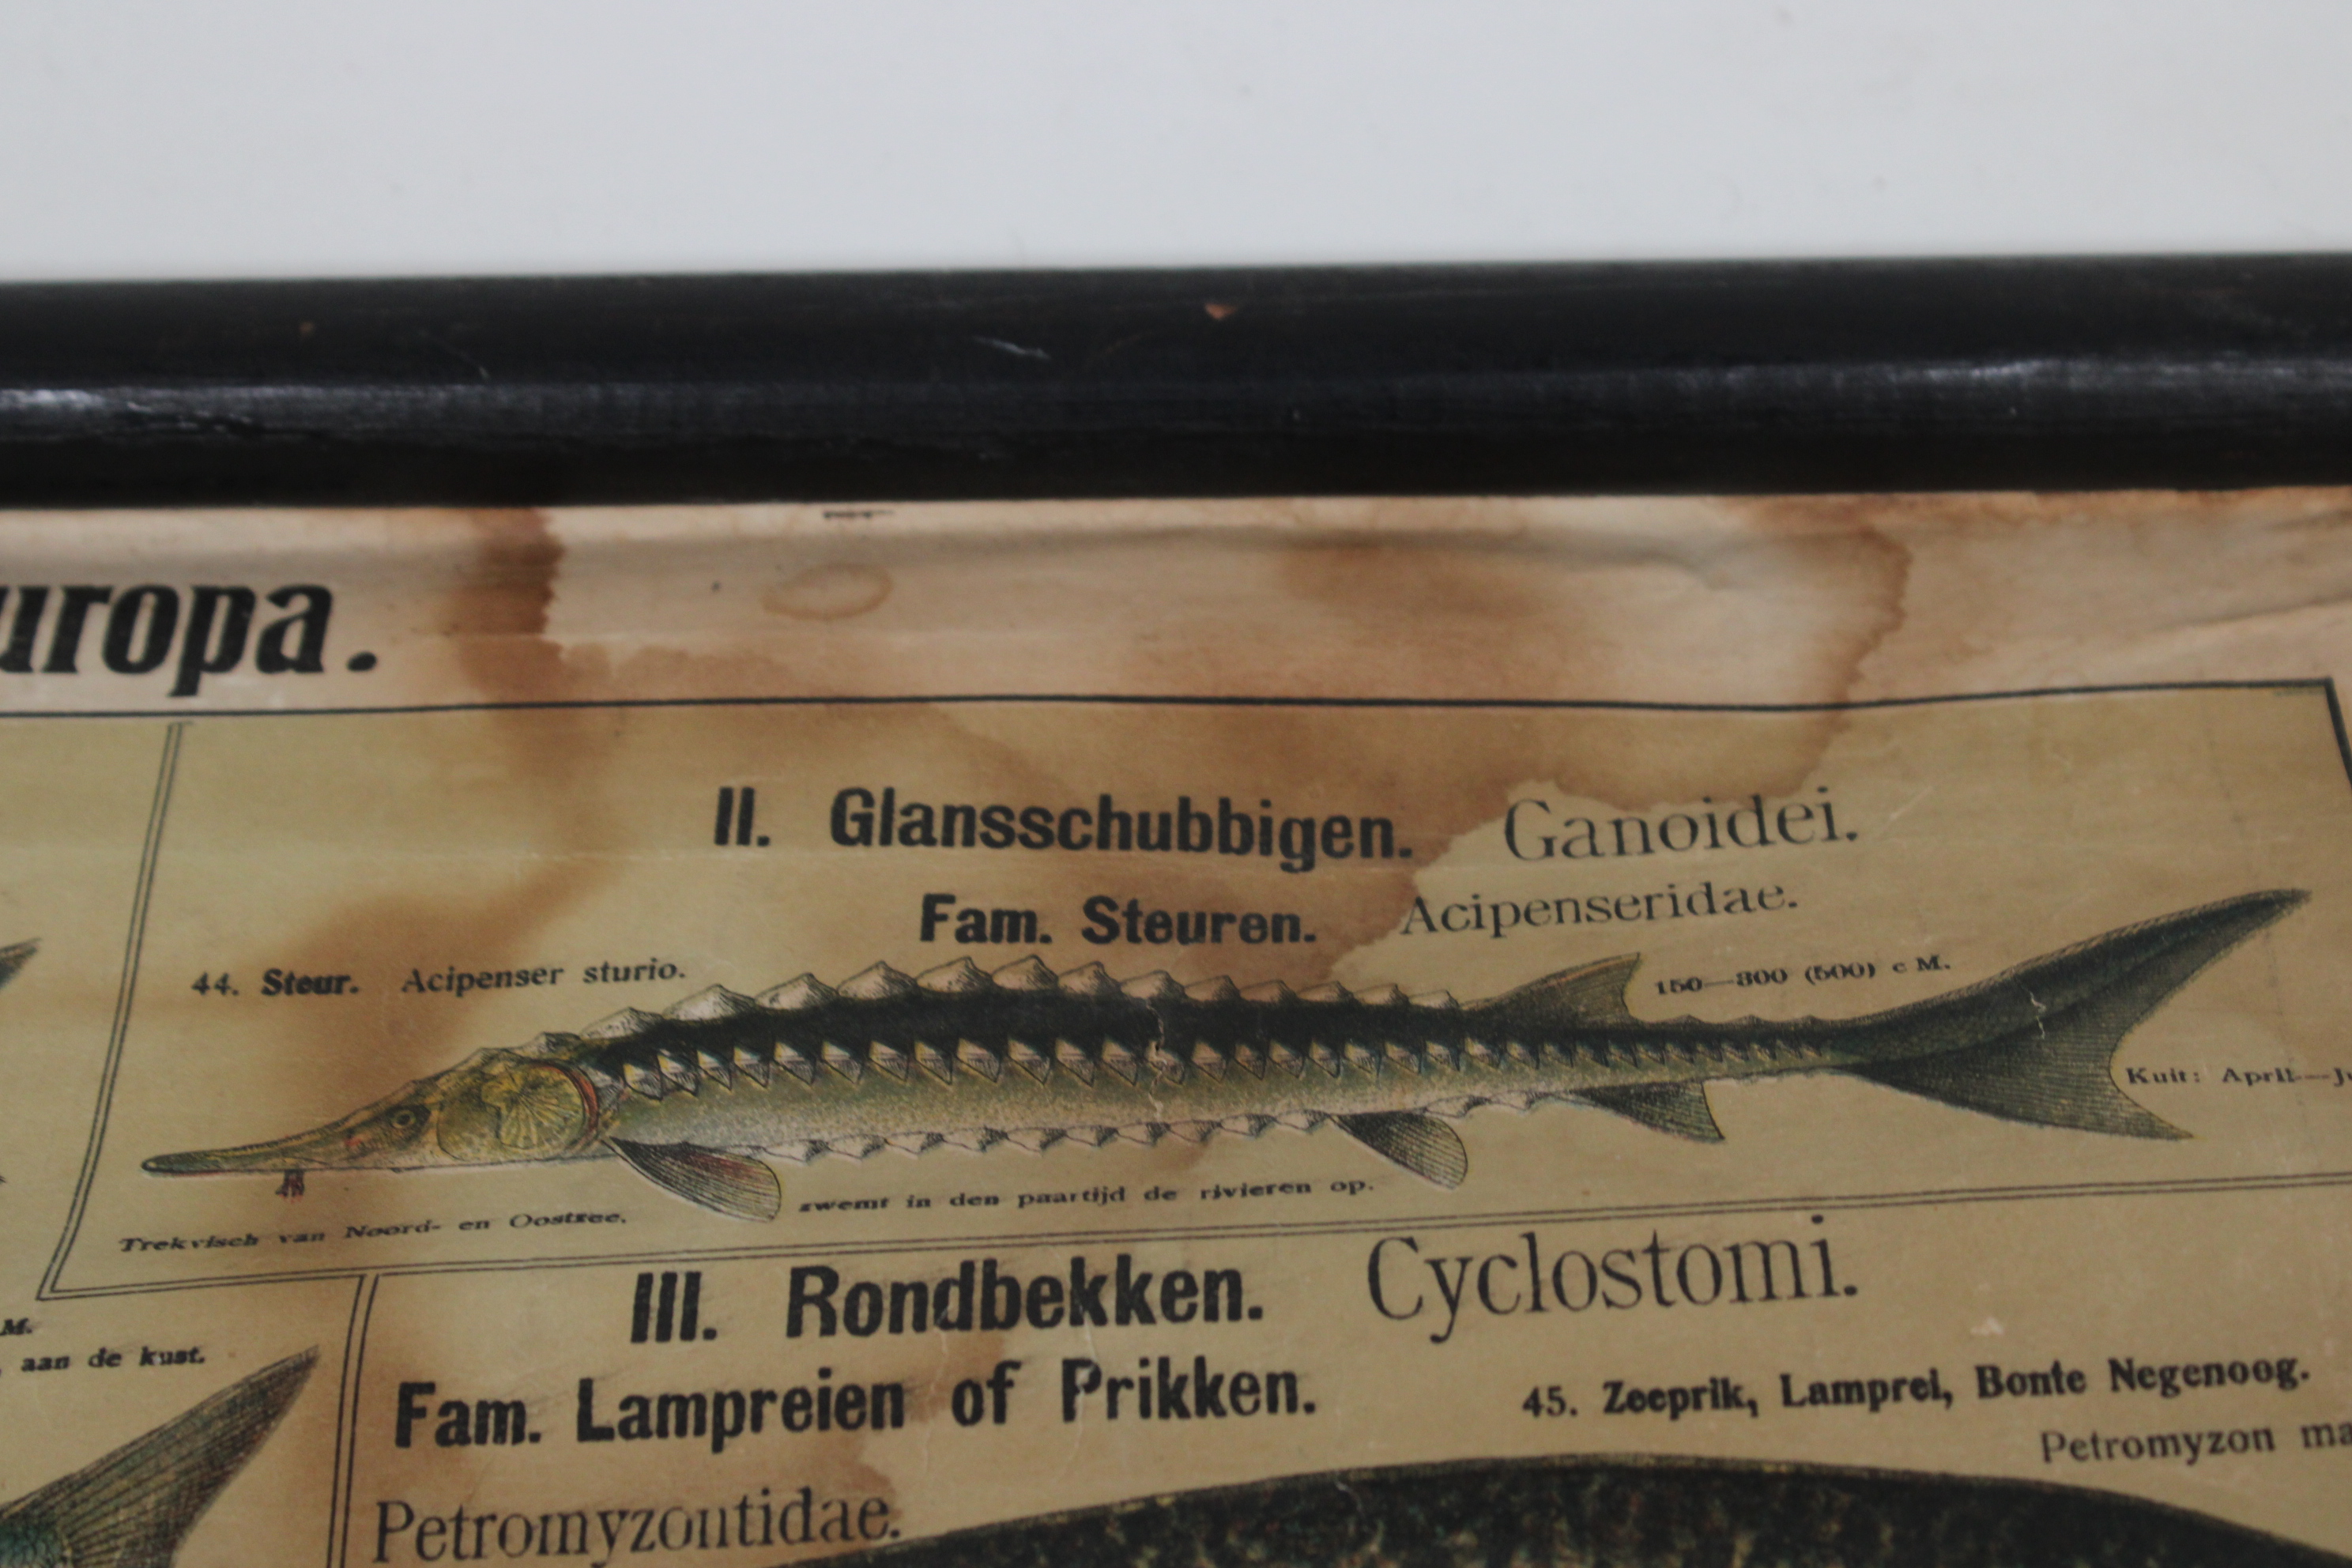 uropa.
II. Glansschubbigen. Ganoidei.
Fam. Steuren. Acipenseridae.
44. Steur. Acipenser sturio.
150—300 (500) c M.
Kuit: April—Ju
zwemt in den paartijd de rivieren op.
Trekvisch van Noord- en Oostzee.
III. Rondbekken. Cyclostomi.
M.
aan de kust.
Fam. Lampreien of Prikken.
45. Zeeprik, Lamprei, Bonte Negenoog.
Petromyzon ma
Petromyzontidae.